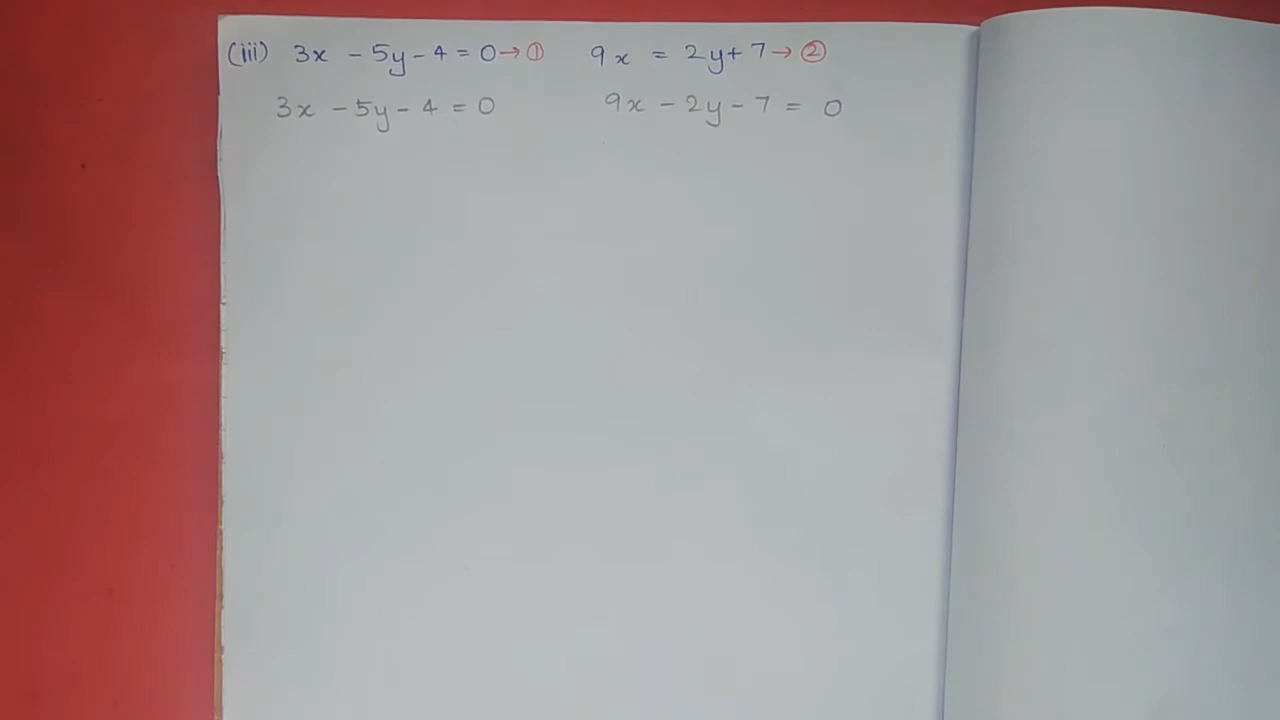 (iii) 3x - 5y - 4 = 0 → ① 9x = 2y + 7 → ②
3x - 5y - 4 = 0 9x - 2y - 7 = 0